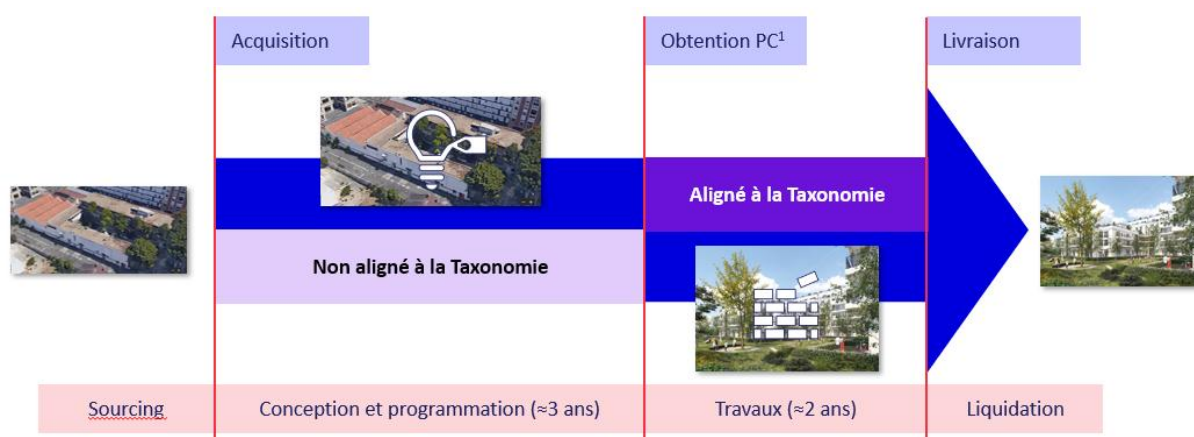 Acquisition
Obtention PC¹
Livraison
Aligné à la Taxonomie
Non aligné à la Taxonomie
Sourcing
Conception et programmation (≈3 ans)
Travaux (≈2 ans)
Liquidation